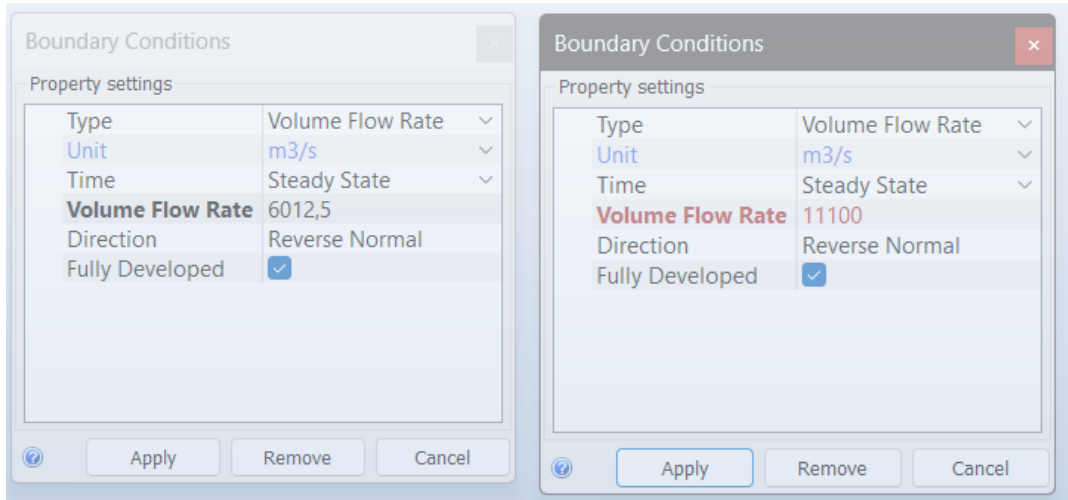 Boundary Conditions
Property settings
Type Volume Flow Rate
Unit m3/s
Time Steady State
Volume Flow Rate 6012,5
Direction Reverse Normal
Fully Developed
Apply Remove Cancel
Boundary Conditions
Property settings
Type Volume Flow Rate
Unit m3/s
Time Steady State
Volume Flow Rate 11100
Direction Reverse Normal
Fully Developed
Apply Remove Cancel